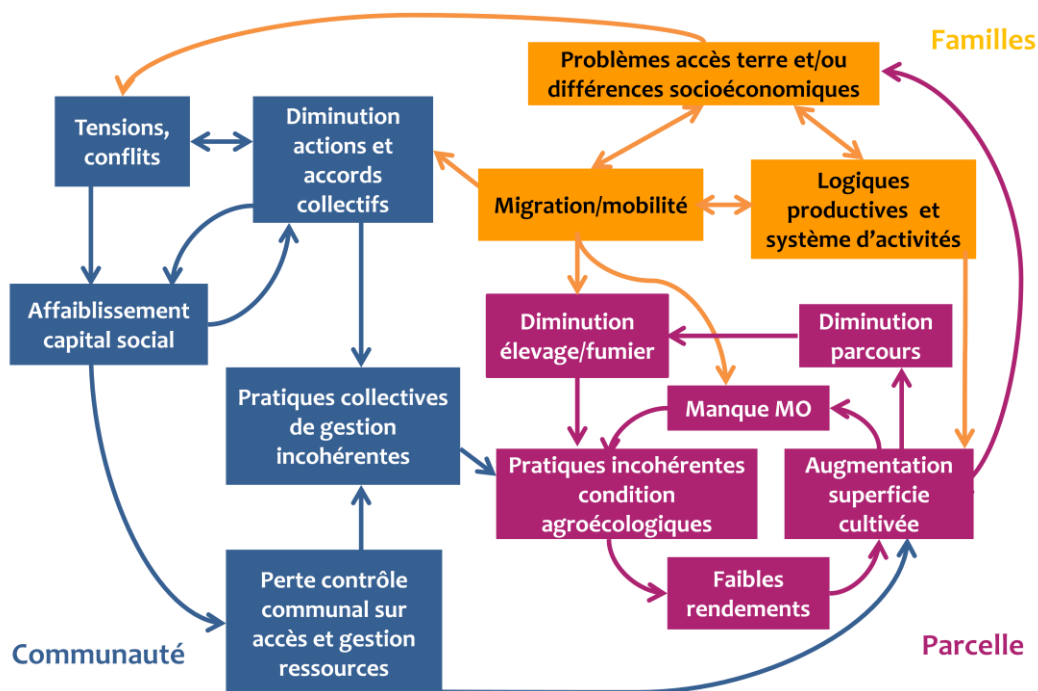 Familles
Problèmes accès terre et/ou
différences socioéconomiques
Tensions,
conflits
Diminution
actions et
accords
collectifs
Migration/mobilité
Logiques
productives et
système d'activités
Affaiblissement
capital social
Diminution
élevage/fumier
Diminution
parcours
Pratiques collectives
de gestion
incohérentes
Manque MO
Pratiques incohérentes
condition
agroécologiques
Augmentation
superficie
cultivée
Perte contrôle
communal sur
accès et gestion
ressources
Faibles
rendements
Communauté
Parcelle